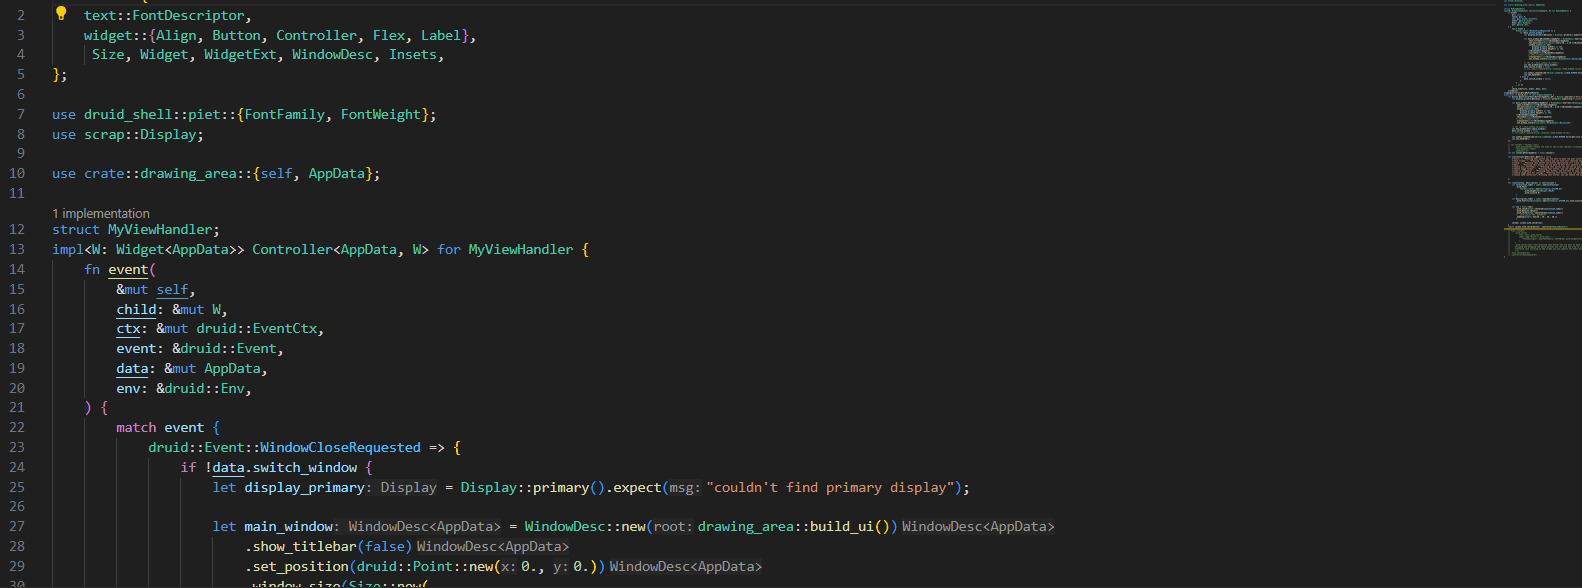 {
2 text::FontDescriptor,
3 widget::{Align, Button, Controller, Flex, Label},
4 Size, Widget, WidgetExt, WindowDesc, Insets,
5 };
6
7 use druid_shell::piet::{FontFamily, FontWeight};
8 use scrap::Display;
9
10 use crate::drawing_area::{self, AppData};
11
1 implementation
12 struct MyViewHandler;
13 impl<W: Widget<AppData>> Controller<AppData, W> for MyViewHandler {
14 fn event(
15 &mut self,
16 child: &mut W,
17 ctx: &mut druid::EventCtx,
18 event: &druid::Event,
19 data: &mut AppData,
20 env: &druid::Env,
21 ) {
22 match event {
23 druid::Event::WindowCloseRequested => {
24 if !data.switch_window {
25 let display_primary: Display = Display::primary().expect(msg: "couldn't find primary display");
26
27 let main_window: WindowDesc<AppData> = WindowDesc::new(root: drawing_area::build_ui()) WindowDesc<AppData>
28 .show_titlebar(false) WindowDesc<AppData>
29 .set_position(druid::Point::new(x: 0., y: 0.)) WindowDesc<AppData>
30 .window_size(Size::new(